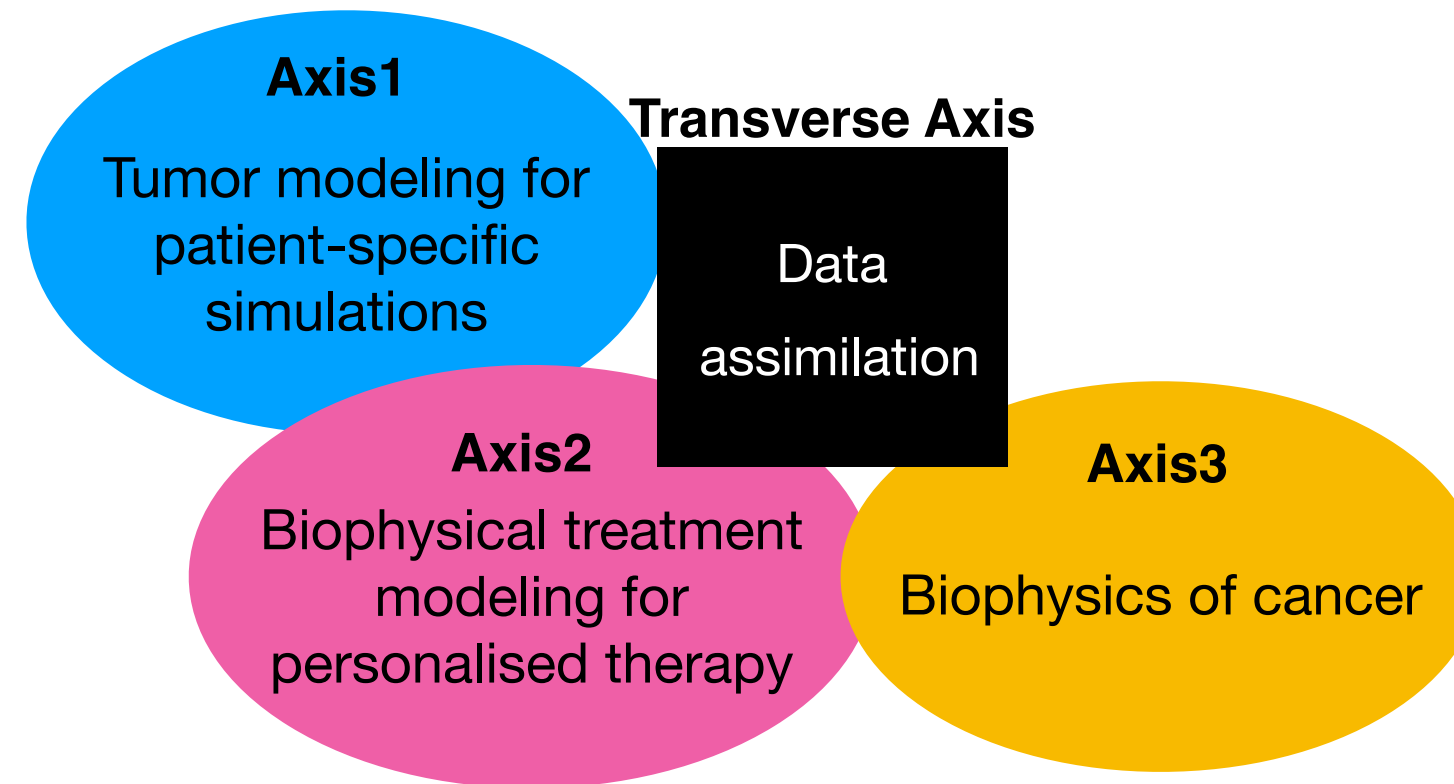 Axis1
Tumor modeling for
patient-specific
simulations
Transverse Axis
Data
assimilation
Axis2
Biophysical treatment
modeling for
personalised therapy
Axis3
Biophysics of cancer